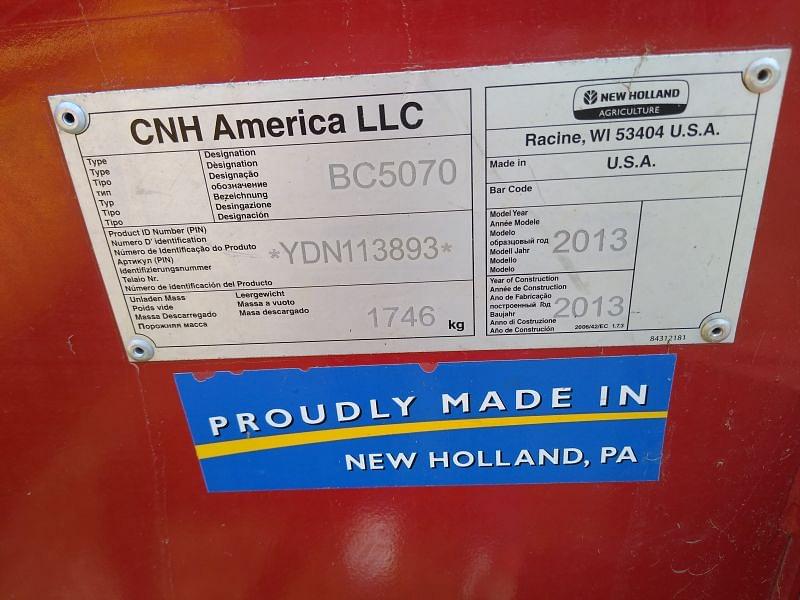 CNH America LLC
Type
Type
Tipo
тип
Typ
Tipo
Tipo
Designation
Désignation
Designação
обозначение
Bezeichnung
Desingazione
Designación
BC5070
Product ID Number (PIN)
Numero D' identification
Número de Identificação do Produto
Артикул (PIN)
Identifizierungsnummer
Telaio Nr.
Número de identificación del Producto
*YDN113893*
Unladen Mass
Poids vide
Massa Descarregado
Порожняя масса
Leergewicht
Massa a vuoto
Masa descargado
1746 kg
NEW HOLLAND
AGRICULTURE
Racine, WI 53404 U.S.A.
Made in U.S.A.
Bar Code
Model Year
Année Modele
Modelo
образцовый год
Model Jahr
Modello
Modelo
2013
Year of Construction
Année de Construction
Ano de Fabricação
построенный Год
Baujahr
Anno di Costruzione
Año de Construción
2013
2006/42/EC 1.7.3
84312181
PROUDLY MADE IN
NEW HOLLAND, PA